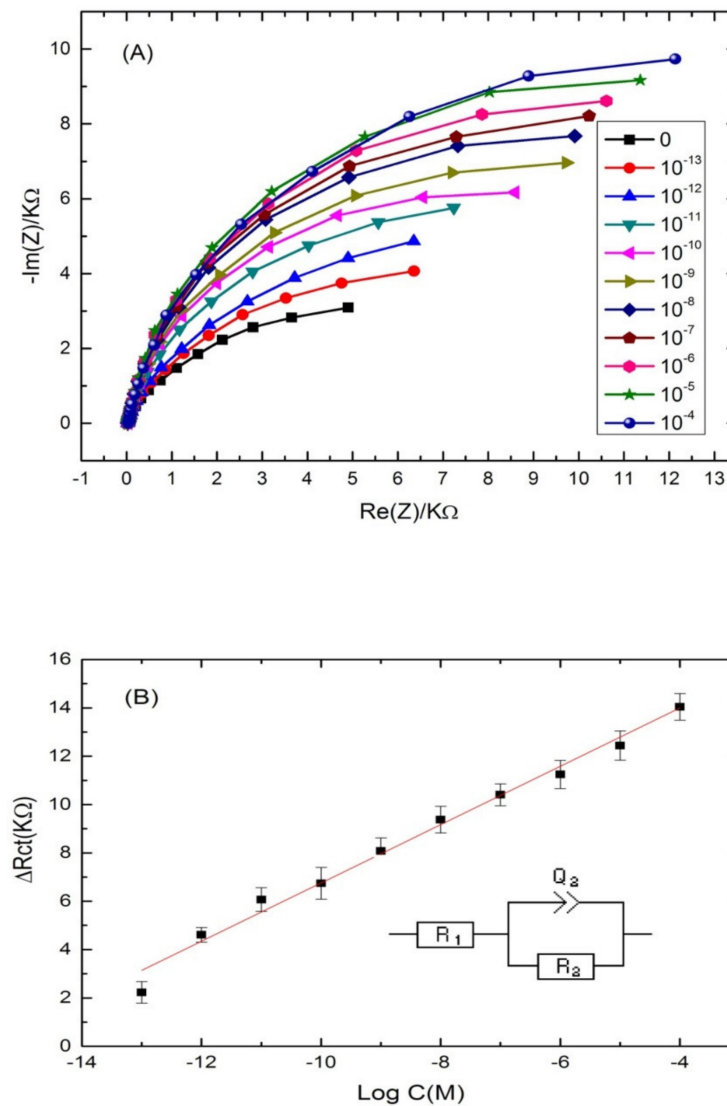 (A)
10
8
6
4
2
0
-Im(Z)/KΩ
-1 0 1 2 3 4 5 6 7 8 9 10 11 12 13
Re(Z)/KΩ
0
10⁻¹³
10⁻¹²
10⁻¹¹
10⁻¹⁰
10⁻⁹
10⁻⁸
10⁻⁷
10⁻⁶
10⁻⁵
10⁻⁴
(B)
16
14
12
10
8
6
4
2
0
ΔRct(KΩ)
Q₂
R₁
R₂
-14 -12 -10 -8 -6 -4
Log C(M)